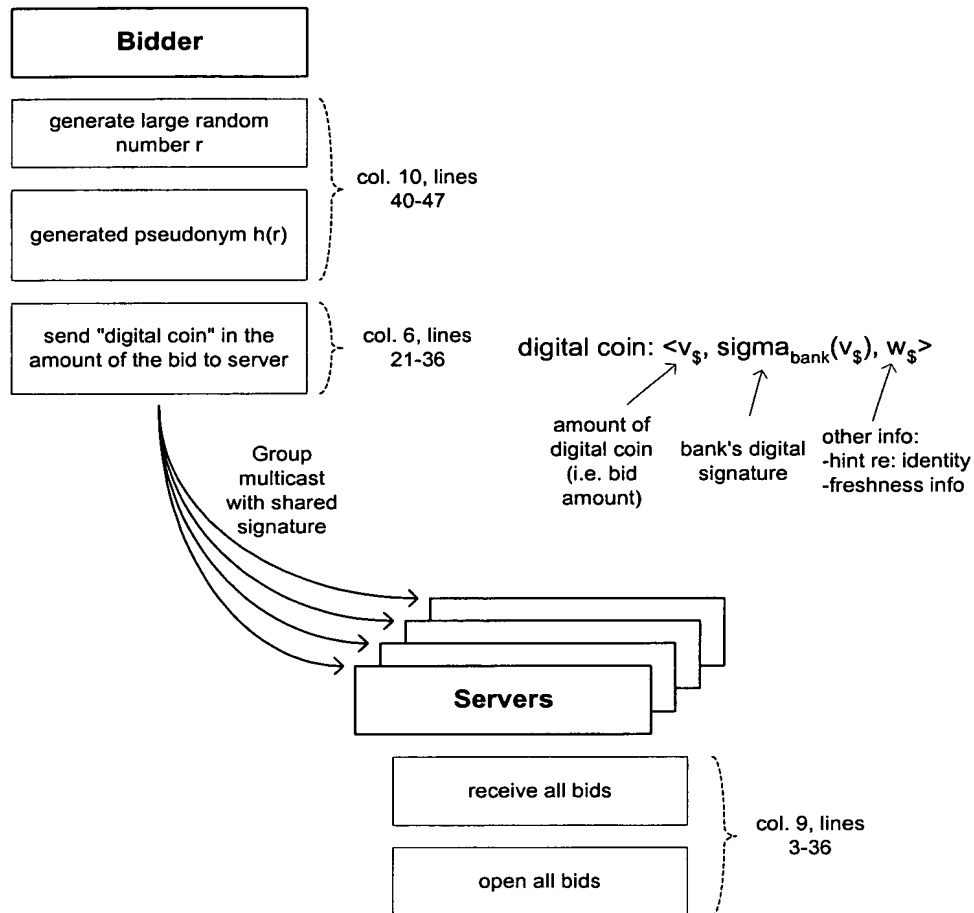 Bidder
generate large random
number r
generated pseudonym h(r)
col. 10, lines
40-47
send "digital coin" in the
amount of the bid to server
col. 6, lines
21-36
digital coin: <v$, sigmabank(v$), w$>
amount of
digital coin
(i.e. bid
amount)
bank's digital
signature
other info:
-hint re: identity
-freshness info
Group
multicast
with shared
signature
Servers
receive all bids
open all bids
col. 9, lines
3-36